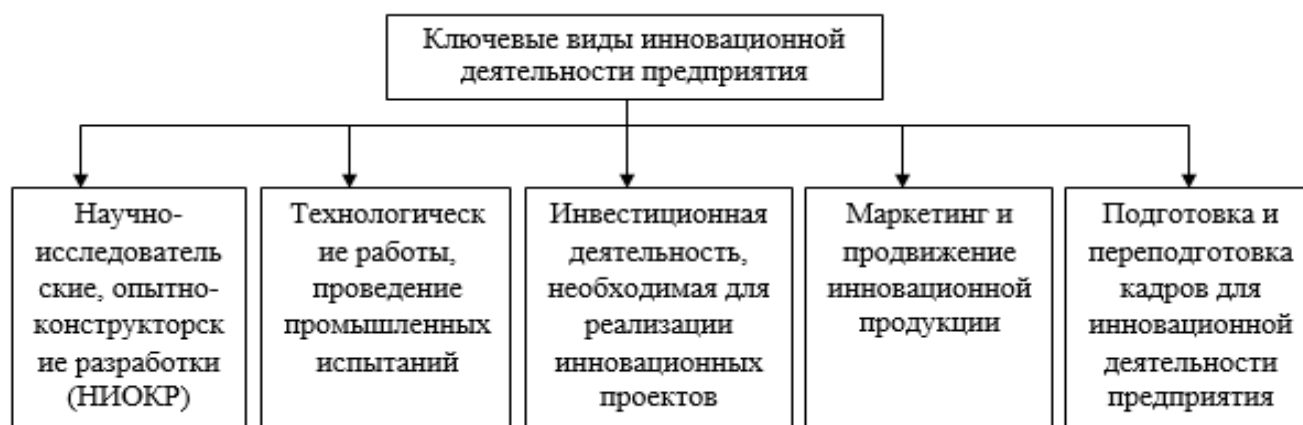 Ключевые виды инновационной
деятельности предприятия
Научно-
исследователь
ские, опытно-
конструкторск
ие разработки
(НИОКР)
Технологическ
ие работы,
проведение
промышленных
испытаний
Инвестиционная
деятельность,
необходимая для
реализации
инновационных
проектов
Маркетинг и
продвижение
инновационной
продукции
Подготовка и
переподготовка
кадров для
инновационной
деятельности
предприятия